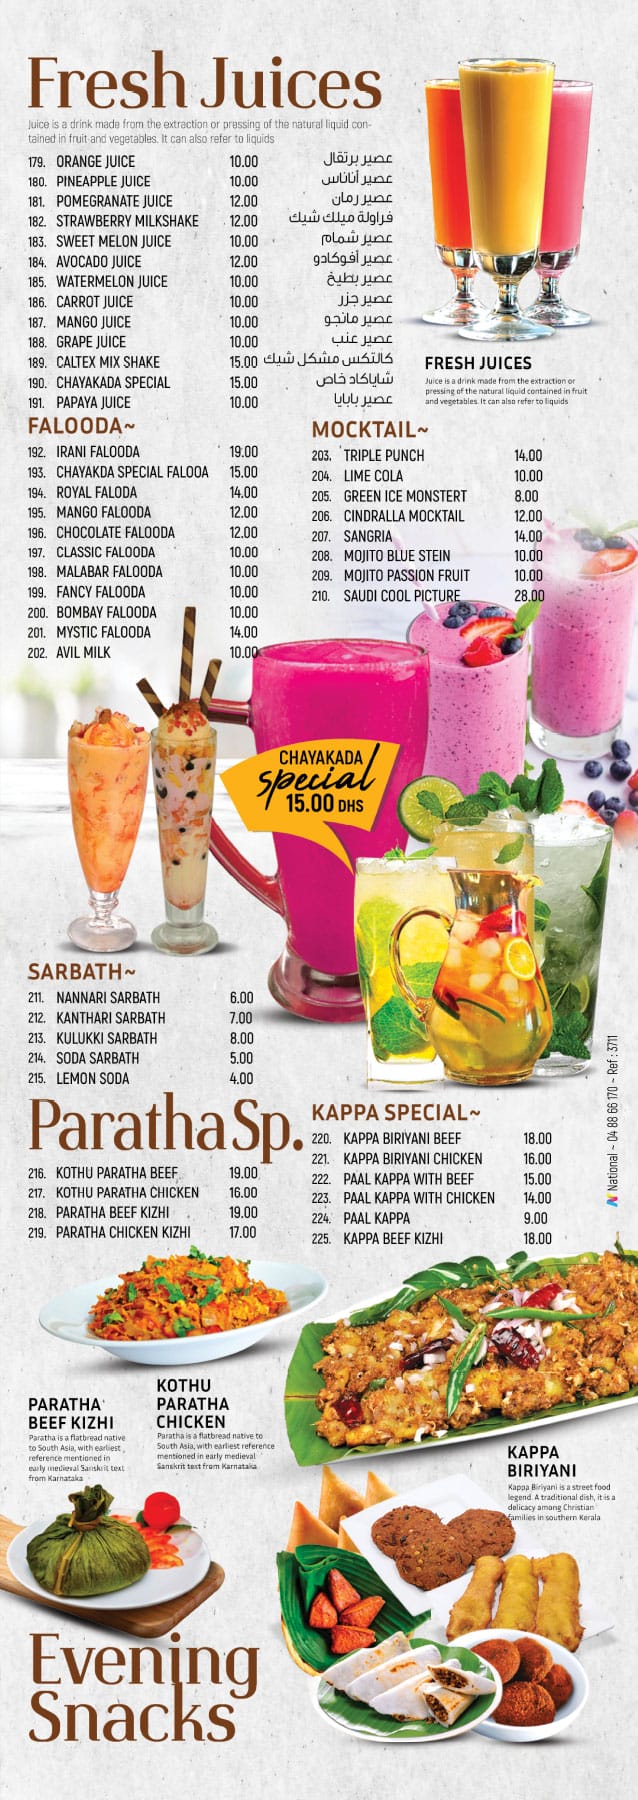 Fresh Juices
Juice is a drink made from the extraction or pressing of the natural liquid con-
tained in fruit and vegetables. It can also refer to liquids
179. ORANGE JUICE 10.00 عصير برتقال
180. PINEAPPLE JUICE 10.00 عصير أناناس
181. POMEGRANATE JUICE 12.00 عصير رمان
182. STRAWBERRY MILKSHAKE 12.00 فراولة ميلك شيك
183. SWEET MELON JUICE 10.00 عصير شمام
184. AVOCADO JUICE 12.00 عصير أفوكادو
185. WATERMELON JUICE 10.00 عصير بطيخ
186. CARROT JUICE 10.00 عصير جزر
187. MANGO JUICE 10.00 عصير مانجو
188. GRAPE JUICE 10.00 عصير عنب
189. CALTEX MIX SHAKE 15.00 كالتكس مشكل شيك
190. CHAYAKADA SPECIAL 15.00 شاياكاد خاص
191. PAPAYA JUICE 10.00 عصير بابايا
FRESH JUICES
Juice is a drink made from the extraction or
pressing of the natural liquid contained in fruit
and vegetables. It can also refer to liquids
FALOODA~
192. IRANI FALOODA 19.00
193. CHAYAKDA SPECIAL FALOOA 15.00
194. ROYAL FALODA 14.00
195. MANGO FALOODA 12.00
196. CHOCOLATE FALOODA 12.00
197. CLASSIC FALOODA 10.00
198. MALABAR FALOODA 10.00
199. FANCY FALOODA 10.00
200. BOMBAY FALOODA 10.00
201. MYSTIC FALOODA 14.00
202. AVIL MILK 10.00
MOCKTAIL~
203. TRIPLE PUNCH 14.00
204. LIME COLA 10.00
205. GREEN ICE MONSTERT 8.00
206. CINDRALLA MOCKTAIL 12.00
207. SANGRIA 14.00
208. MOJITO BLUE STEIN 10.00
209. MOJITO PASSION FRUIT 10.00
210. SAUDI COOL PICTURE 28.00
CHAYAKADA
special
15.00 DHS
SARBATH~
211. NANNARI SARBATH 6.00
212. KANTHARI SARBATH 7.00
213. KULUKKI SARBATH 8.00
214. SODA SARBATH 5.00
215. LEMON SODA 4.00
Paratha Sp.
216. KOTHU PARATHA BEEF 19.00
217. KOTHU PARATHA CHICKEN 16.00
218. PARATHA BEEF KIZHI 19.00
219. PARATHA CHICKEN KIZHI 17.00
KAPPA SPECIAL~
220. KAPPA BIRIYANI BEEF 18.00
221. KAPPA BIRIYANI CHICKEN 16.00
222. PAAL KAPPA WITH BEEF 15.00
223. PAAL KAPPA WITH CHICKEN 14.00
224. PAAL KAPPA 9.00
225. KAPPA BEEF KIZHI 18.00
National ~ 04 88 66 170 ~ Ref : 3711
PARATHA
BEEF KIZHI
Paratha is a flatbread native
to South Asia, with earliest
reference mentioned in
early medieval Sanskrit text
from Karnataka
KOTHU
PARATHA
CHICKEN
Paratha is a flatbread native to
South Asia, with earliest reference
mentioned in early medieval
Sanskrit text from Karnataka
KAPPA
BIRIYANI
Kappa Biriyani is a street food
legend. A traditional dish, it is a
delicacy among Christian
families in southern Kerala
Evening
Snacks